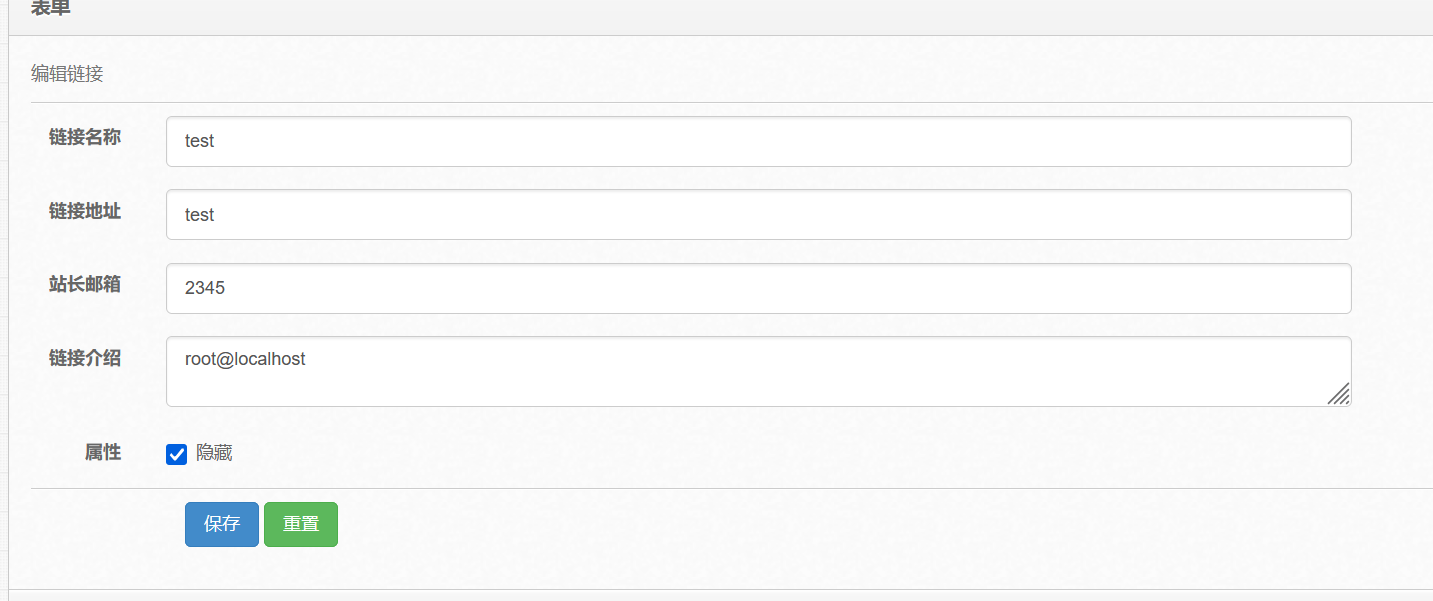 表单
编辑链接
链接名称 test
链接地址 test
站长邮箱 2345
链接介绍 root@localhost
属性 隐藏
保存 重置